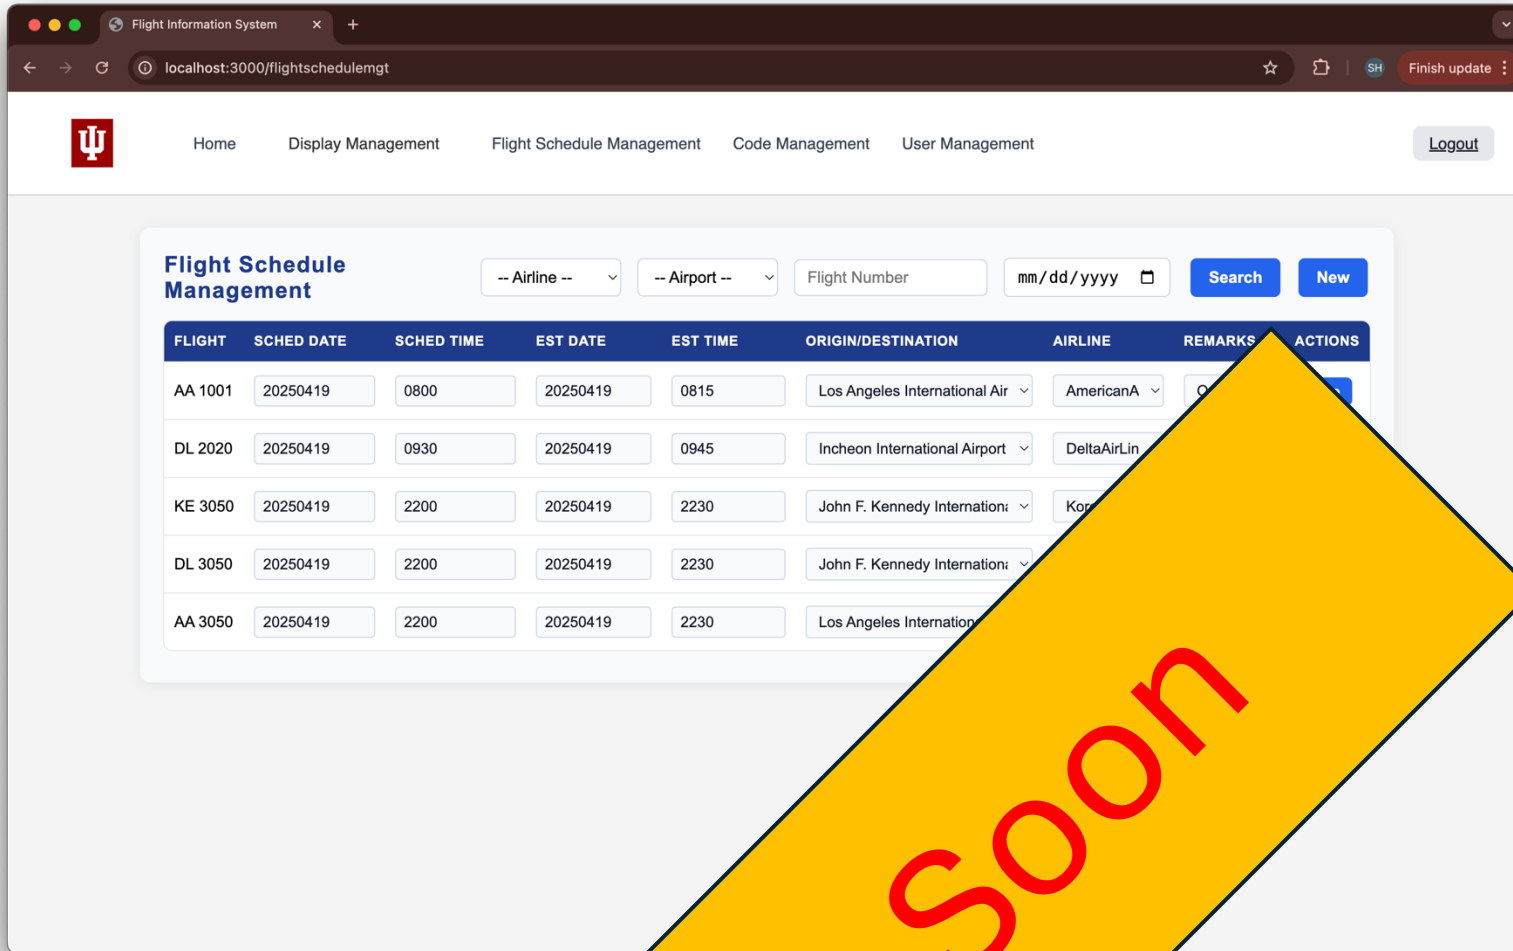 Flight Information System
localhost:3000/flightschedulemgt
SH
Finish update
Home Display Management Flight Schedule Management Code Management User Management Logout
Flight Schedule
Management
-- Airline -- -- Airport -- Flight Number mm/dd/yyyy Search New
FLIGHT SCHED DATE SCHED TIME EST DATE EST TIME ORIGIN/DESTINATION AIRLINE REMARKS ACTIONS
AA 1001 20250419 0800 20250419 0815 Los Angeles International Air AmericanA
DL 2020 20250419 0930 20250419 0945 Incheon International Airport DeltaAirLin
KE 3050 20250419 2200 20250419 2230 John F. Kennedy Internation
DL 3050 20250419 2200 20250419 2230 John F. Kennedy Internation
AA 3050 20250419 2200 20250419 2230 Los Angeles Internation
Soon